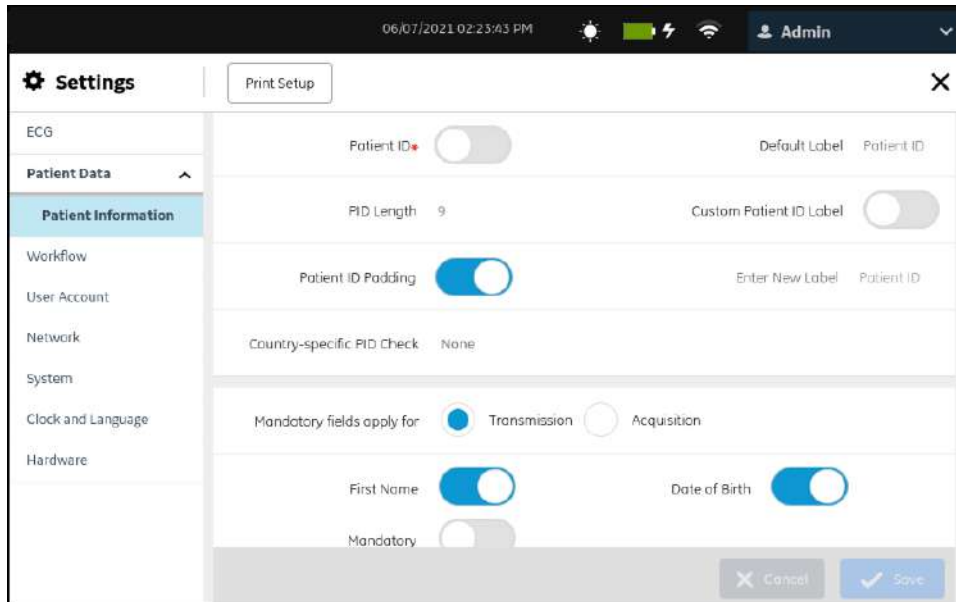 06/07/2021 02:23:43 PM Admin
Settings Print Setup
ECG
Patient Data
Patient Information
Workflow
User Account
Network
System
Clock and Language
Hardware
Patient ID* Default Label Patient ID
PID Length 9 Custom Patient ID Label
Patient ID Padding Enter New Label Patient ID
Country-specific PID Check None
Mandatory fields apply for Transmission Acquisition
First Name Date of Birth
Mandatory
Cancel Save